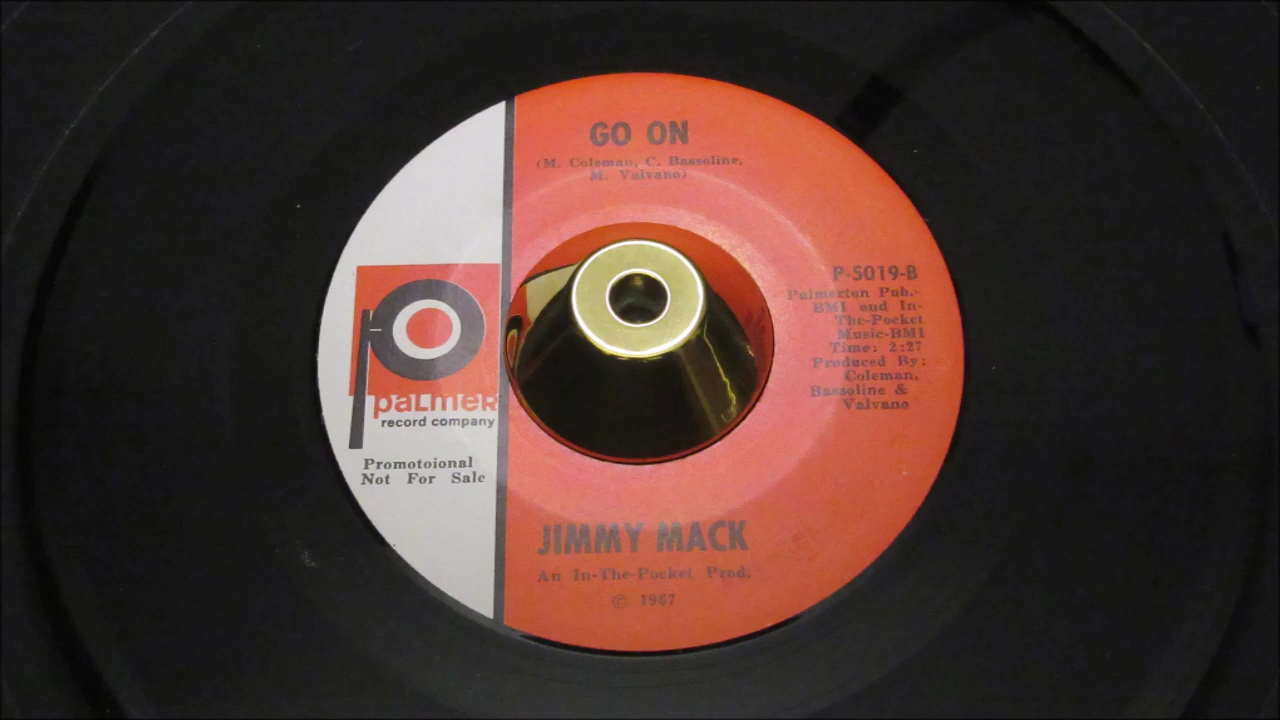 GO ON
(M. Coleman, C. Bassoline,
M. Valvano)
P-5019-B
Palmerton Pub.-
BMI and In-
The-Pocket
Music-BMI
Time: 2:27
Produced By:
Coleman,
Bassoline &
Valvano
palmer
record company
Promotoional
Not For Sale
JIMMY MACK
An In-The-Pocket Prod.
© 1967